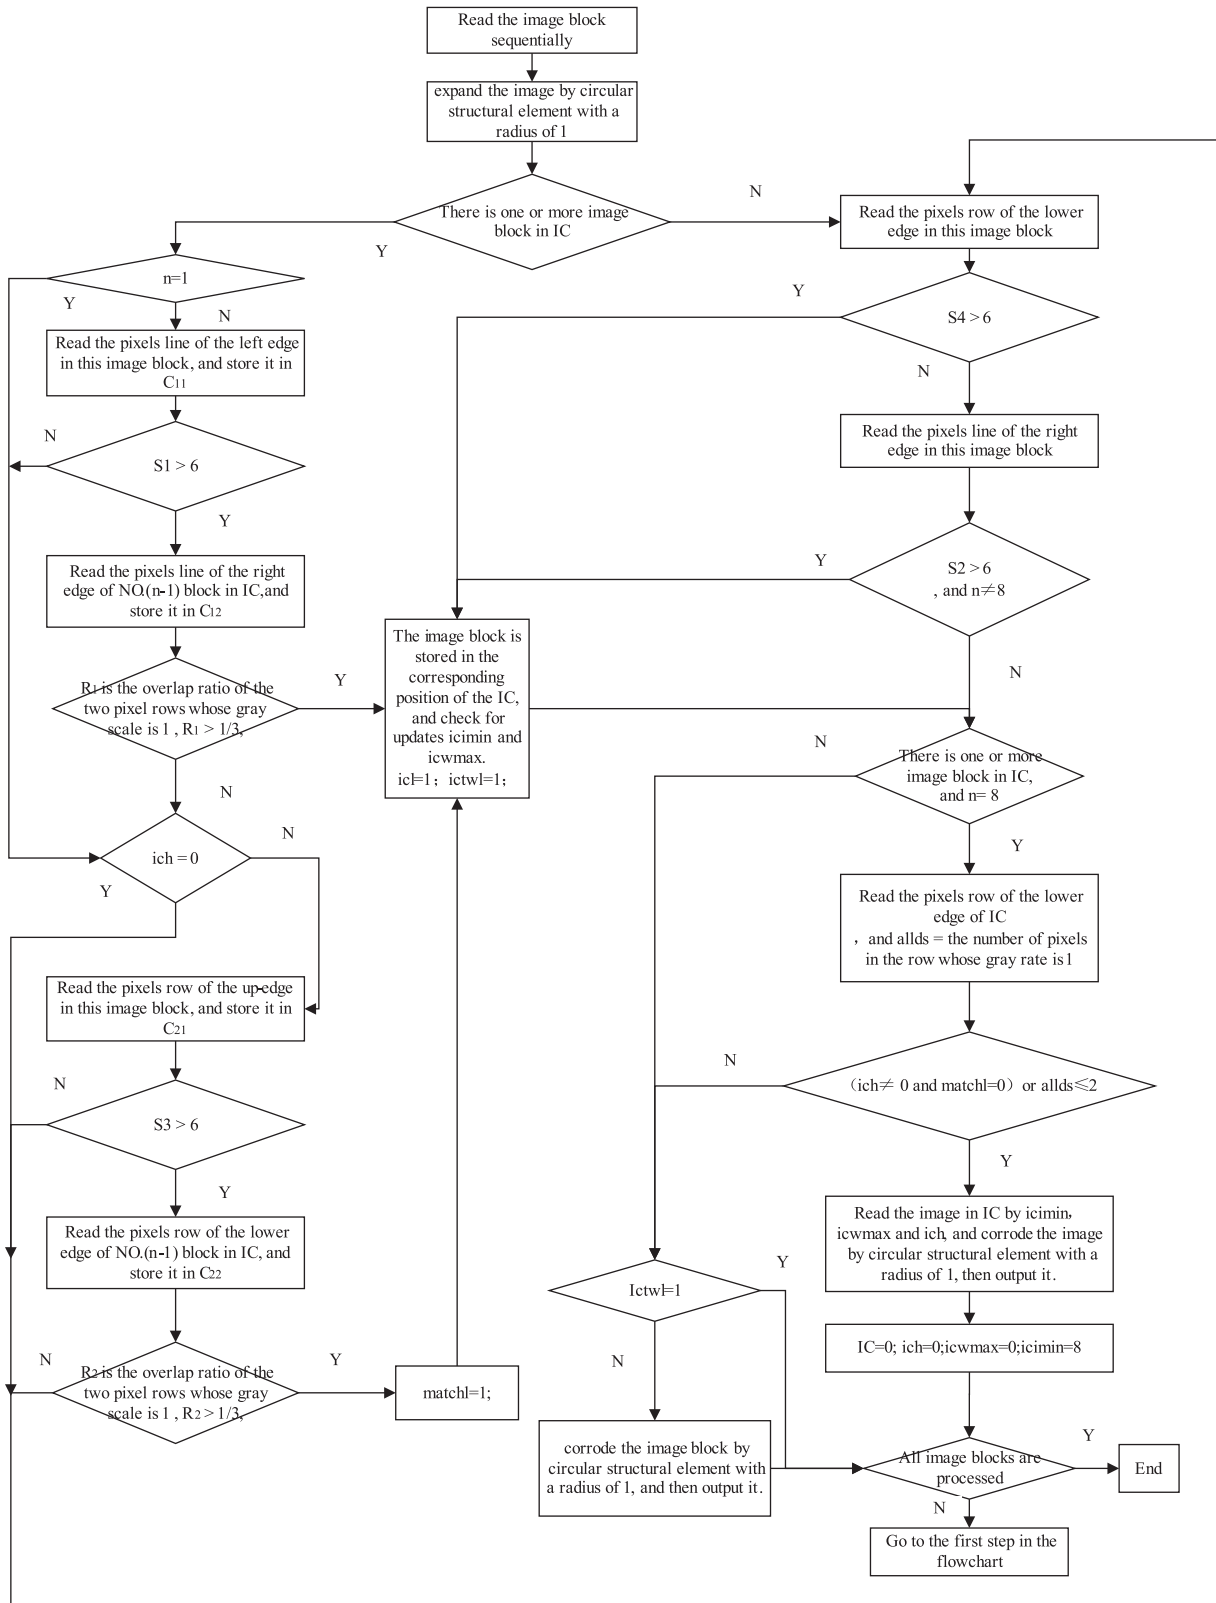 Read the image block
sequentially
expand the image by circular
structural element with a
radius of 1
There is one or more image
block in IC
N
Y
Read the pixels row of the lower
edge in this image block
n=1
Y
N
Read the pixels line of the left edge
in this image block, and store it in
C11
S4 > 6
Y
N
S1 > 6
N
Y
Read the pixels line of the right
edge in this image block
Read the pixels line of the right
edge of NO.(n-1) block in IC,and
store it in C12
S2 > 6
, and n≠8
Y
N
R1 is the overlap ratio of the
two pixel rows whose gray
scale is 1 , R1 > 1/3,
Y
N
The image block is
stored in the
corresponding
position of the IC,
and check for
updates icimin and
icwmax.
icl=1；ictwl=1；
There is one or more
image block in IC,
and n= 8
N
Y
ich = 0
N
Y
Read the pixels row of the lower
edge of IC
，and allds = the number of pixels
in the row whose gray rate is 1
Read the pixels row of the up-edge
in this image block, and store it in
C21
S3 > 6
N
Y
（ich≠ 0 and matchl=0）or allds≤2
N
Y
Read the pixels row of the lower
edge of NO.(n-1) block in IC, and
store it in C22
Read the image in IC by icimin，
icwmax and ich, and corrode the image
by circular structural element with a
radius of 1, then output it.
Ictwl=1
Y
N
IC=0; ich=0;icwmax=0;icimin=8
R2 is the overlap ratio of the
two pixel rows whose gray
scale is 1 , R2 > 1/3,
N
Y
matchl=1;
corrode the image block by
circular structural element with
a radius of 1, and then output it.
All image blocks are
processed
Y
N
End
Go to the first step in the
flowchart